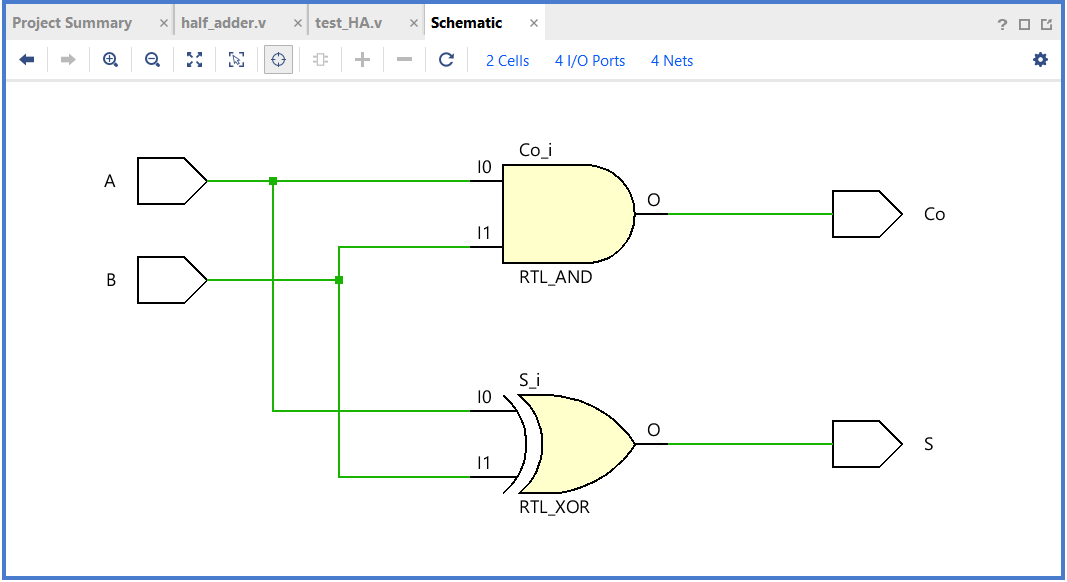 Project Summary × half_adder.v × test_HA.v × Schematic ×
?
2 Cells 4 I/O Ports 4 Nets
Co_i
I0
A
O
Co
I1
B
RTL_AND
S_i
I0
O
S
I1
RTL_XOR